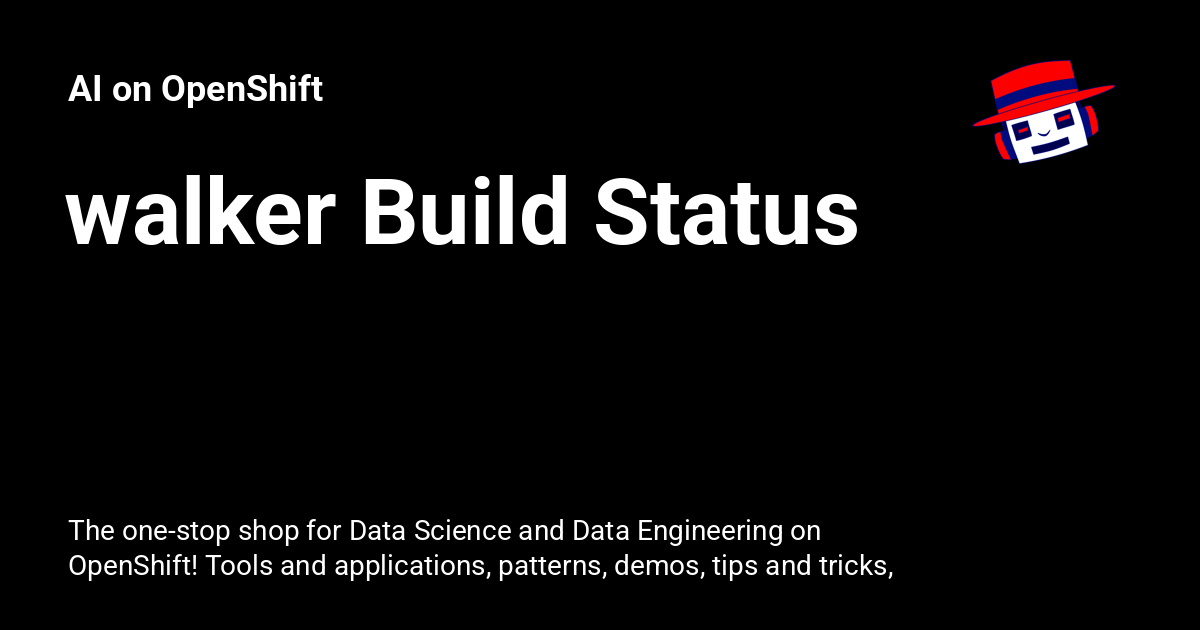 AI on OpenShift
walker Build Status
The one-stop shop for Data Science and Data Engineering on
OpenShift! Tools and applications, patterns, demos, tips and tricks,